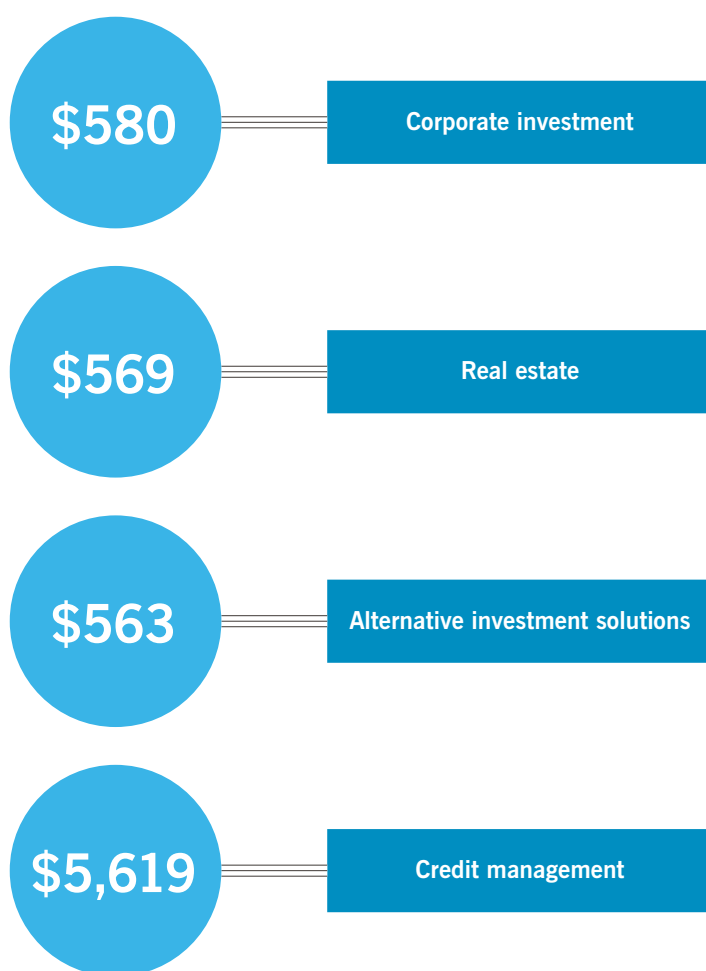 $580
Corporate investment
$569
Real estate
$563
Alternative investment solutions
$5,619
Credit management